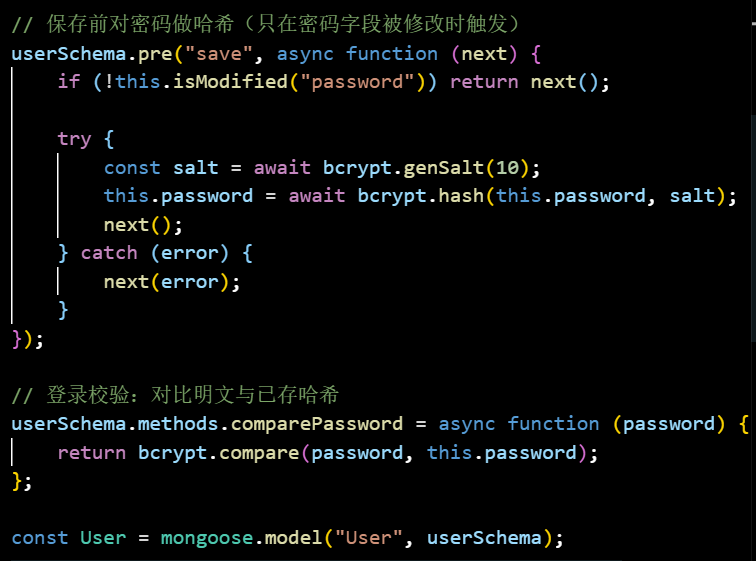 // 保存前对密码做哈希（只在密码字段被修改时触发）
userSchema.pre("save", async function (next) {
    if (!this.isModified("password")) return next();

    try {
        const salt = await bcrypt.genSalt(10);
        this.password = await bcrypt.hash(this.password, salt);
        next();
    } catch (error) {
        next(error);
    }
});

// 登录校验：对比明文与已存哈希
userSchema.methods.comparePassword = async function (password) {
    return bcrypt.compare(password, this.password);
};

const User = mongoose.model("User", userSchema);